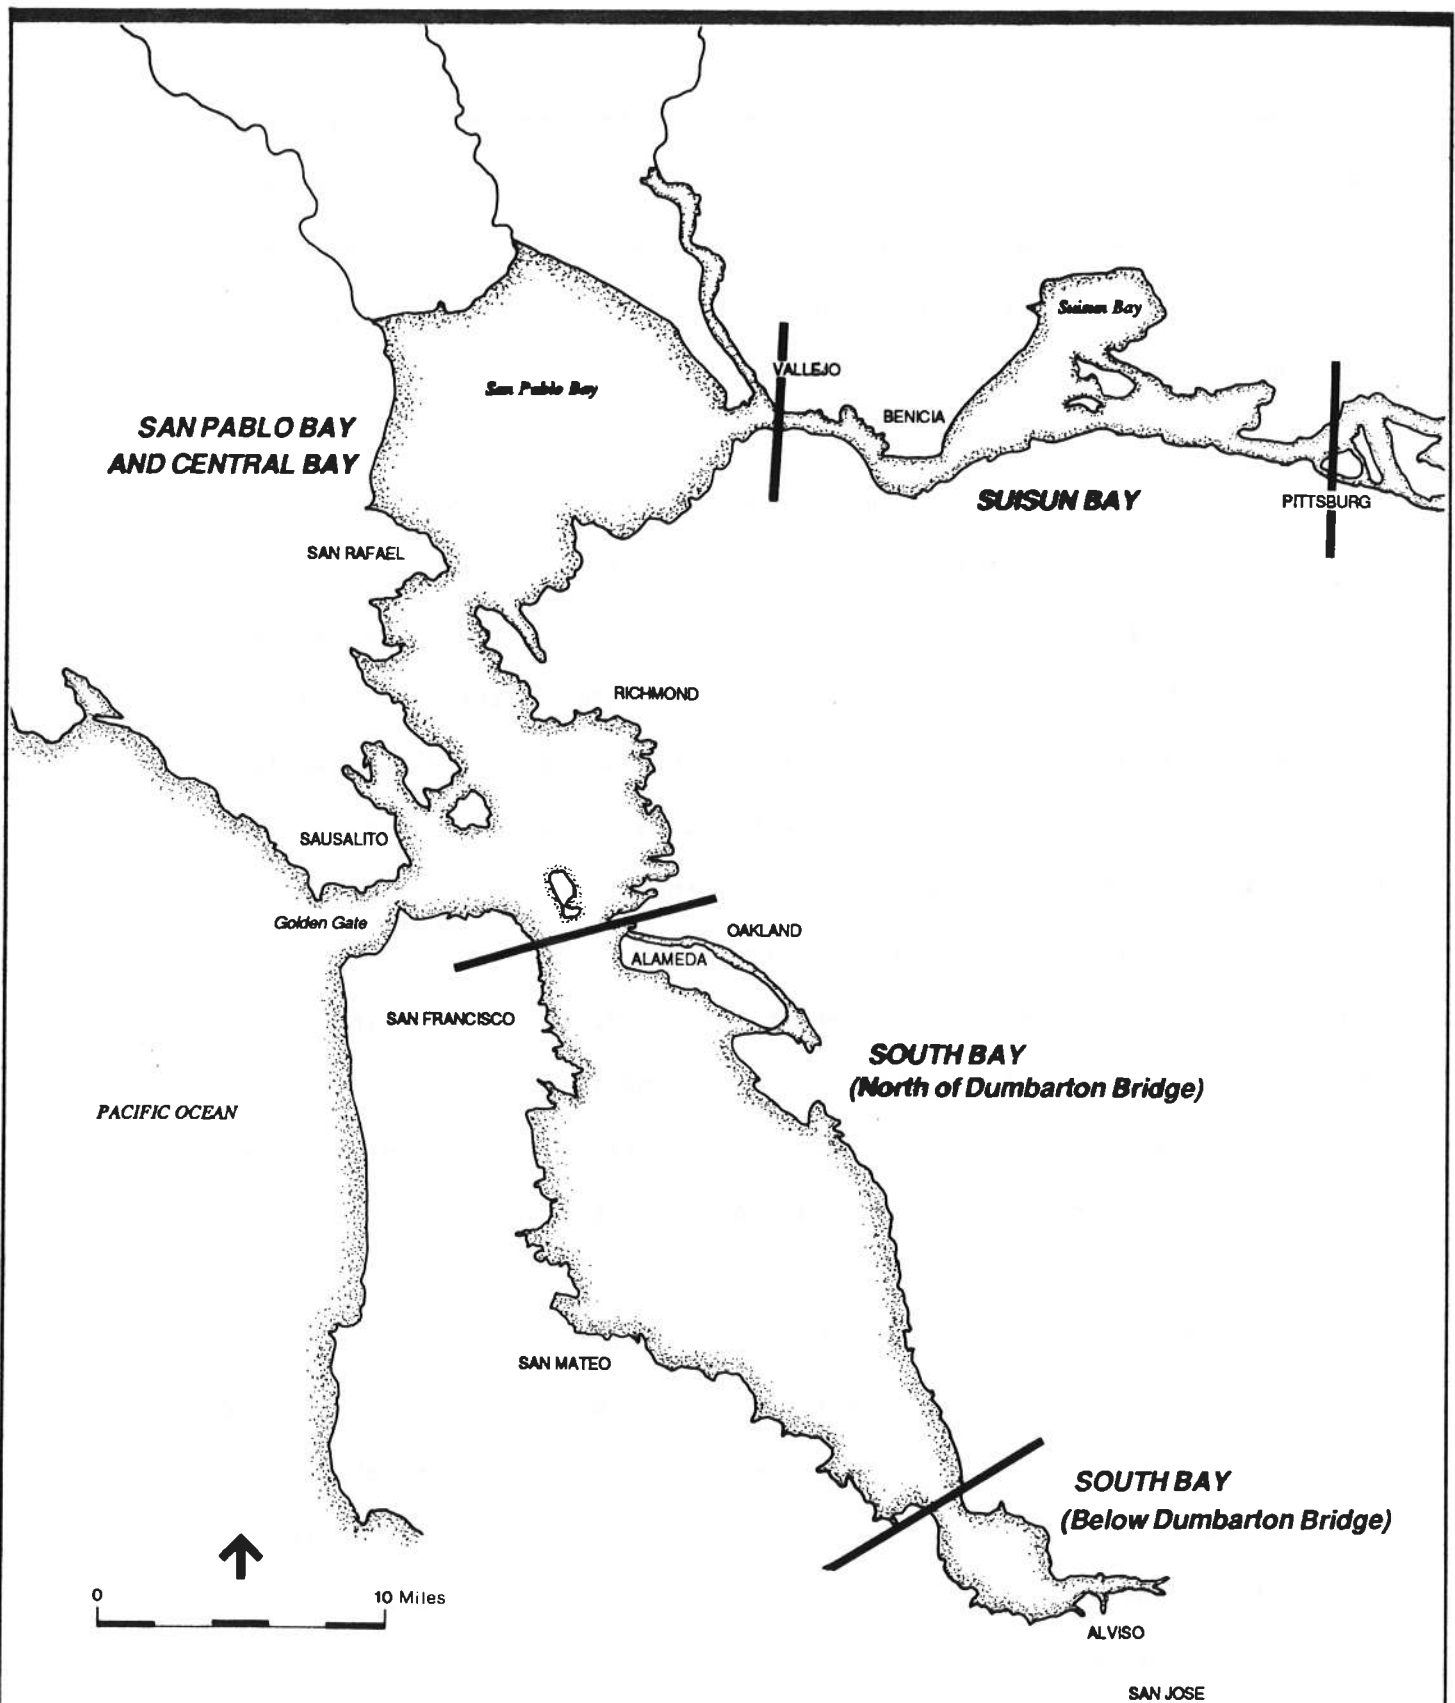 Suisun Bay
VALLEJO
San Pablo Bay
BENICIA
SAN PABLO BAY
AND CENTRAL BAY
SUISUN BAY
PITTSBURG
SAN RAFAEL
RICHMOND
SAUSALITO
Golden Gate
OAKLAND
ALAMEDA
SAN FRANCISCO
SOUTH BAY
(North of Dumbarton Bridge)
PACIFIC OCEAN
SAN MATEO
SOUTH BAY
(Below Dumbarton Bridge)
0 10 Miles
ALVISO
SAN JOSE